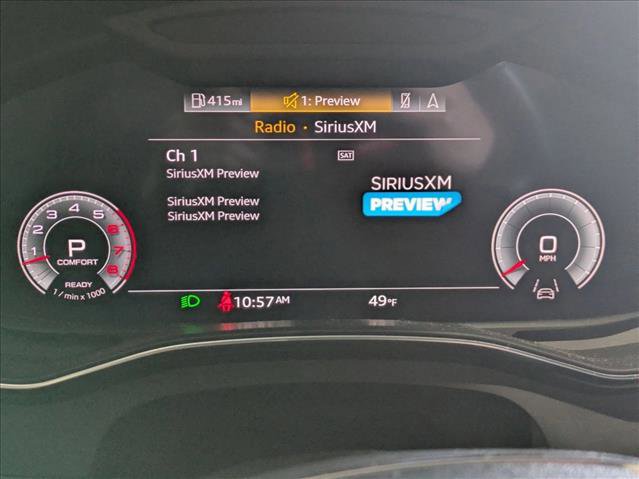 415mi 1: Preview
Radio • SiriusXM
Ch 1 SAT
SiriusXM Preview
SIRIUSXM
PREVIEW
SiriusXM Preview
SiriusXM Preview
1 2 3 4 5 6 7 8
P
COMFORT
READY
1 / min x 1000
0
MPH
10:57AM 49°F